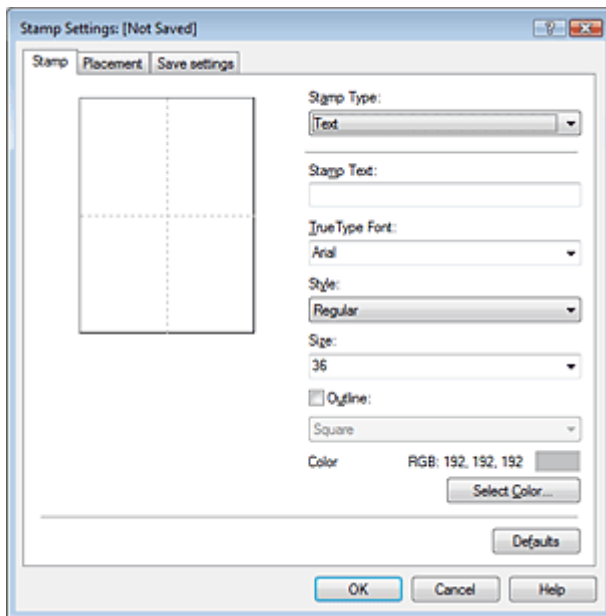 Stamp Settings: [Not Saved]
Stamp Placement Save settings
Stamp Type:
Text
Stamp Text:
TrueType Font:
Arial
Style:
Regular
Size:
36
Outline:
Square
Color RGB: 192, 192, 192
Select Color...
Defaults
OK Cancel Help